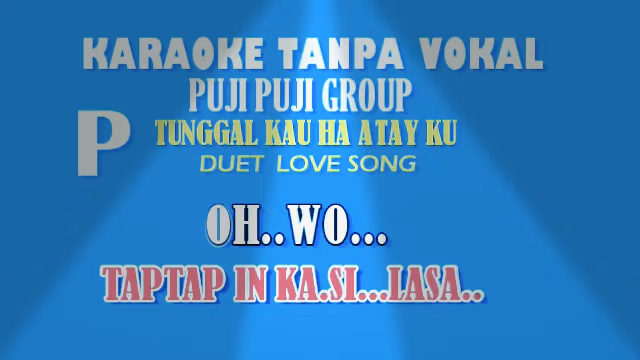 KARAOKE TANPA VOKAL
PUJI PUJI GROUP
P
TUNGGAL KAU HA ATAY KU
DUET LOVE SONG
OH..WO...
TAPTAP IN KA.SI...LASA..